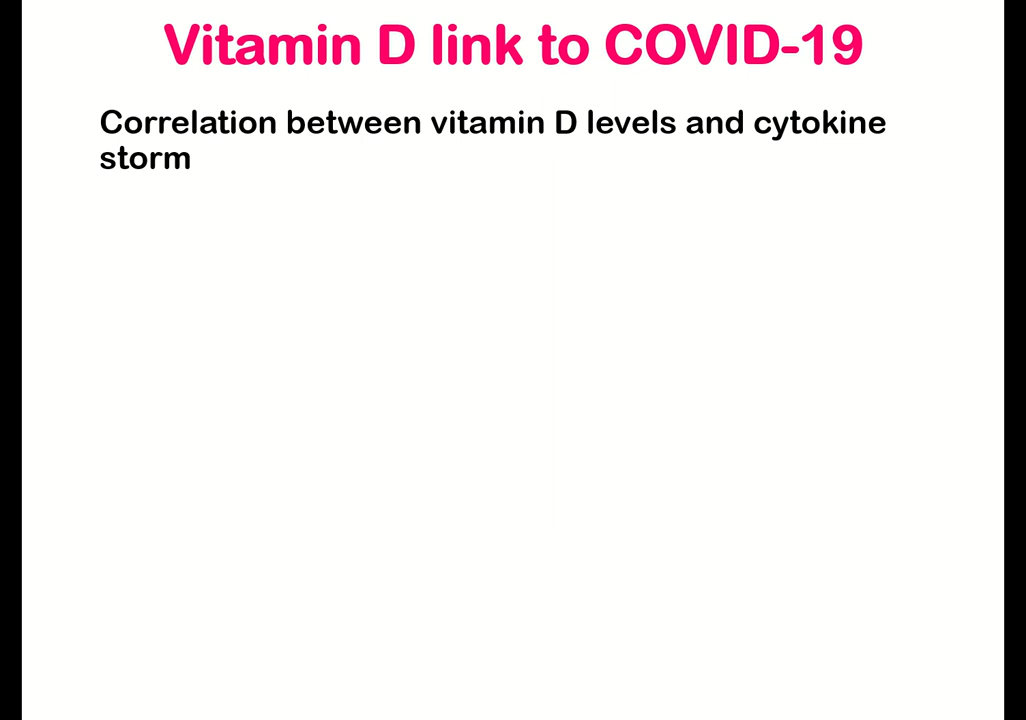 Vitamin D link to COVID-19
Correlation between vitamin D levels and cytokine
storm